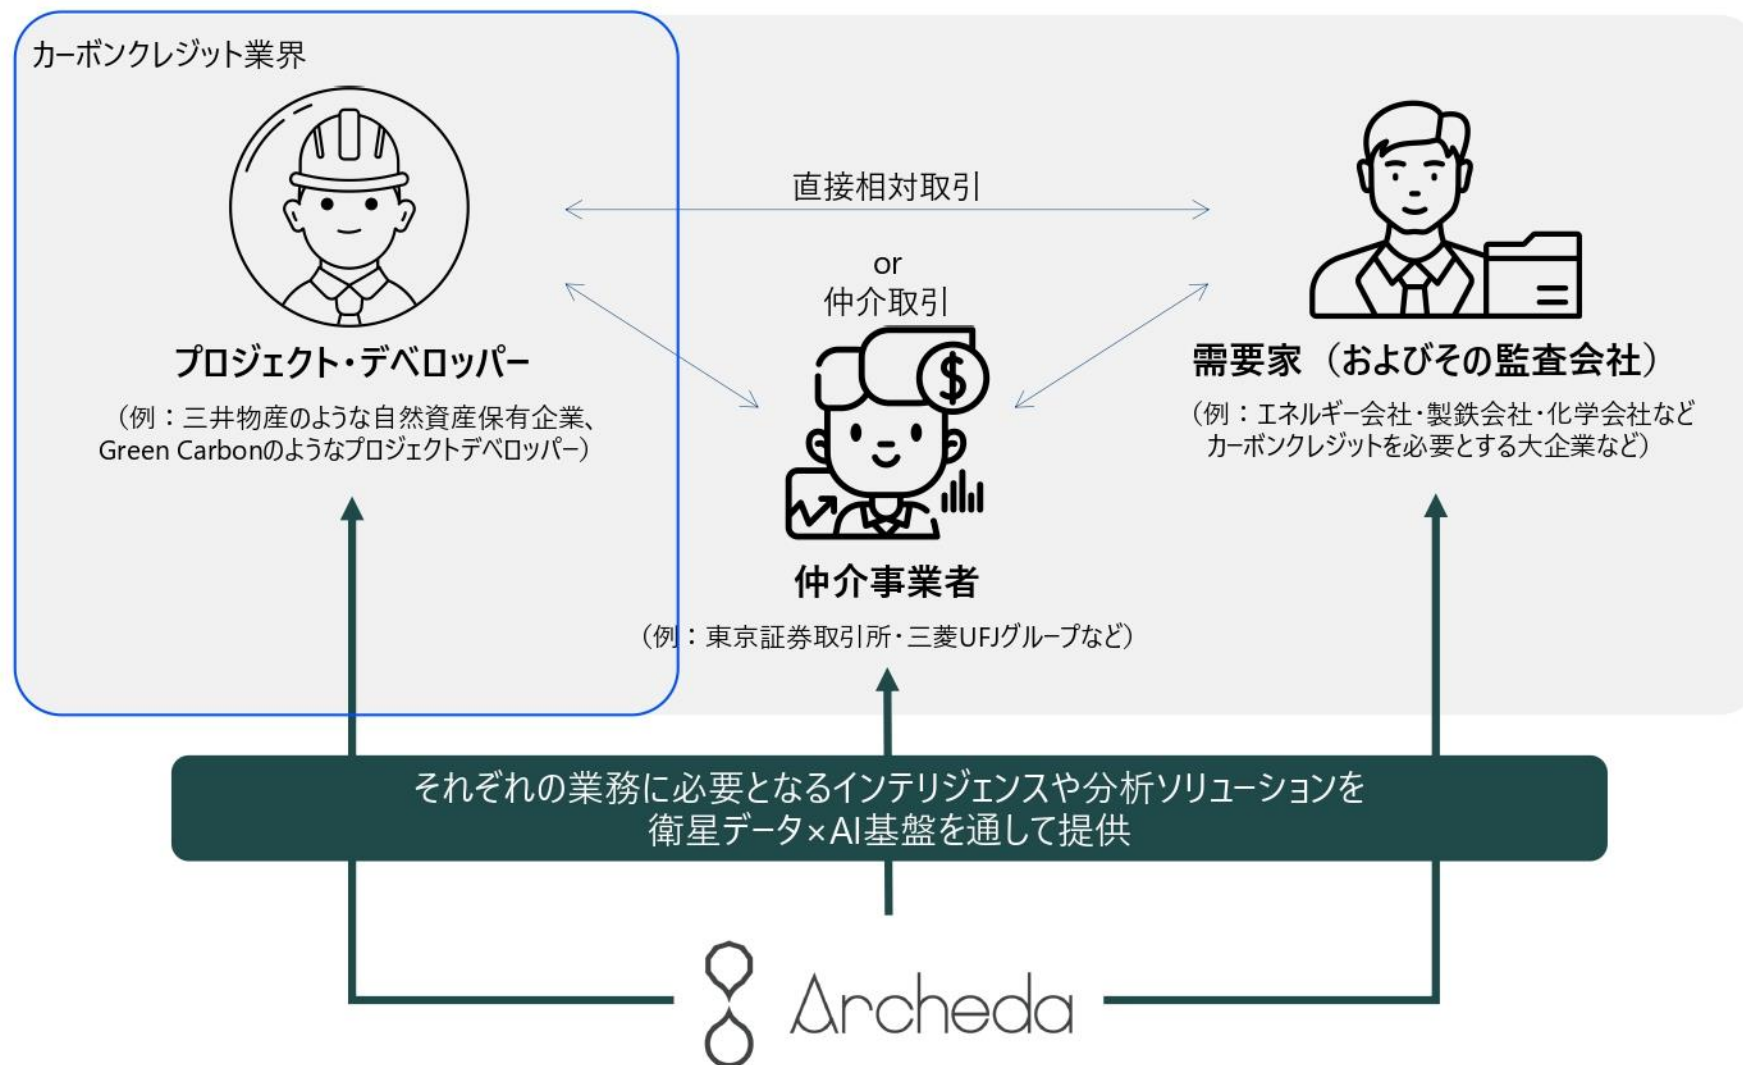 カーボンクレジット業界
直接相対取引
or
仲介取引
$
プロジェクト・デベロッパー
（例：三井物産のような自然資産保有企業、
Green Carbonのようなプロジェクトデベロッパー）
需要家（およびその監査会社）
（例：エネルギー会社・製鉄会社・化学会社など
カーボンクレジットを必要とする大企業など）
仲介事業者
（例：東京証券取引所・三菱UFJグループなど）
それぞれの業務に必要となるインテリジェンスや分析ソリューションを
衛星データ×AI基盤を通して提供
Archeda